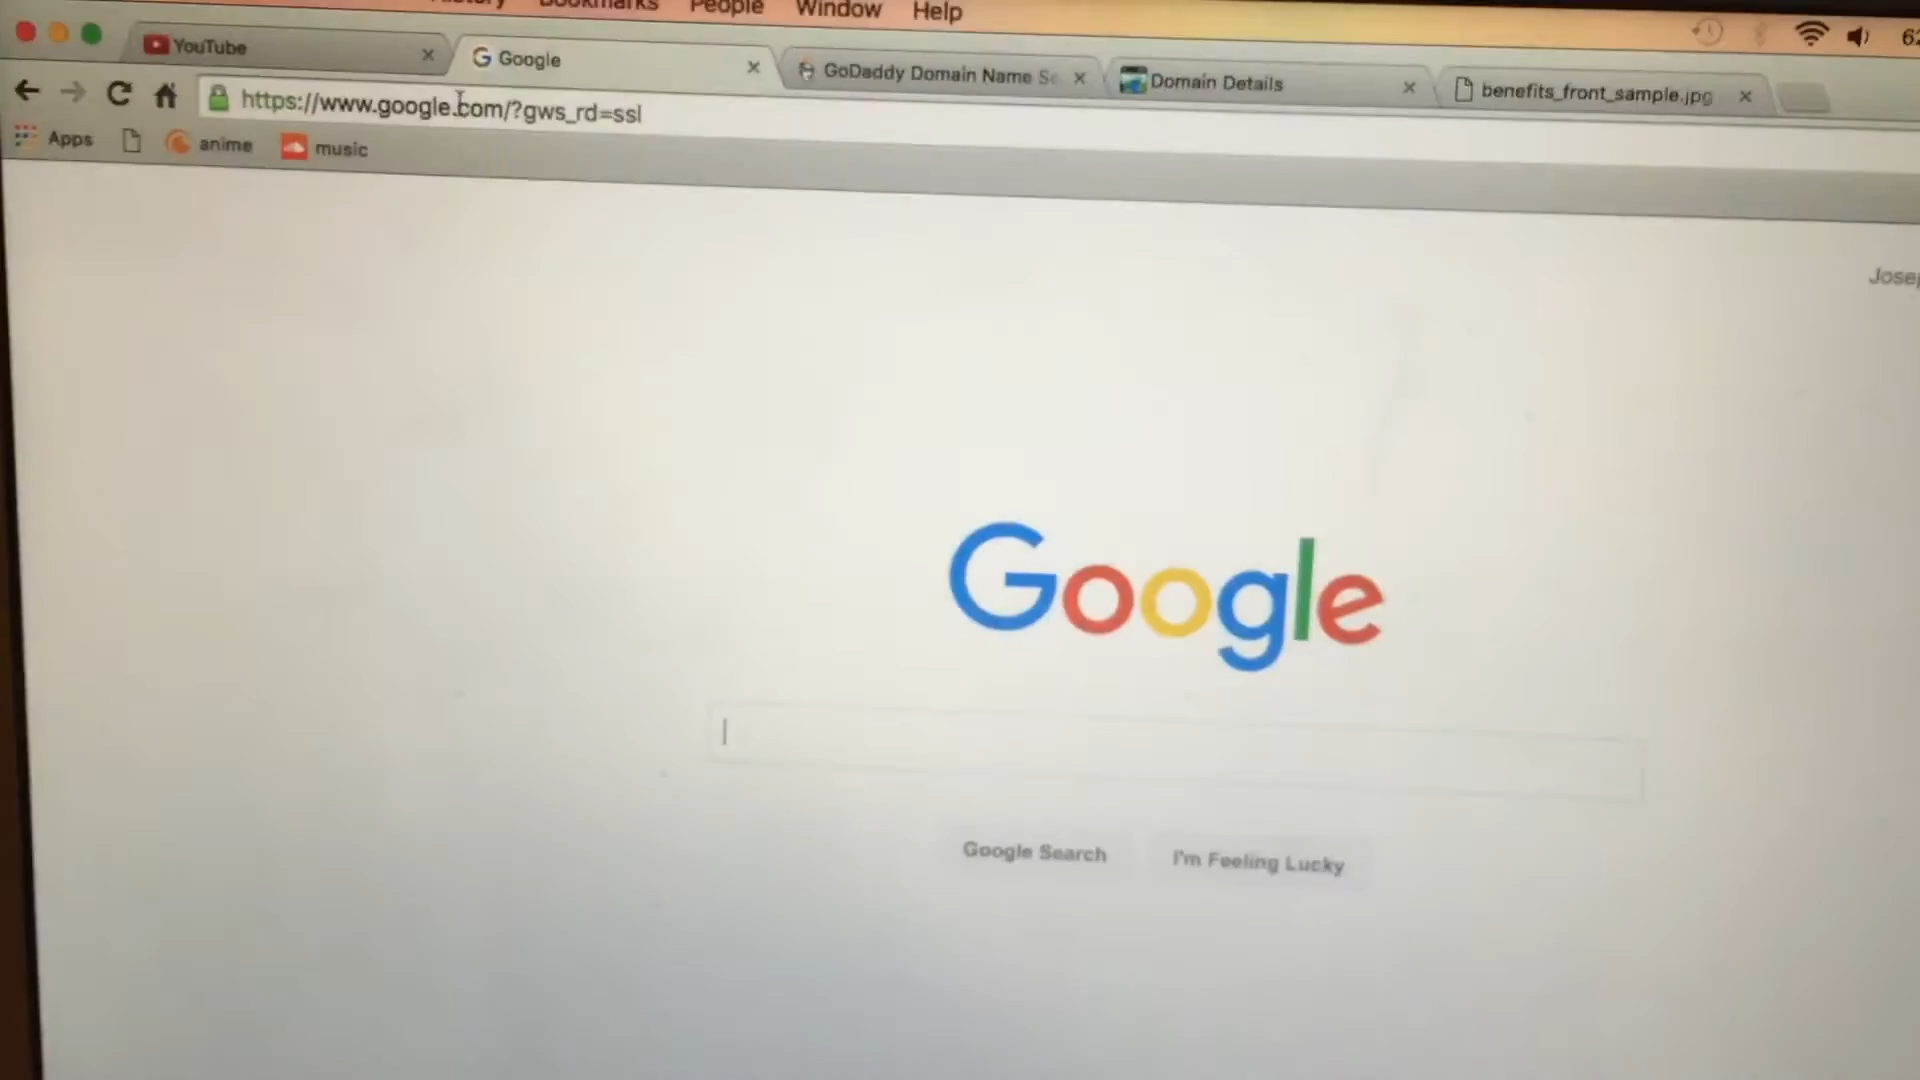 People Window Help
YouTube Google GoDaddy Domain Name Se Domain Details benefits_front_sample.jpg
https://www.google.com/?gws_rd=ssl
Apps anime music
Google
Google Search I'm Feeling Lucky